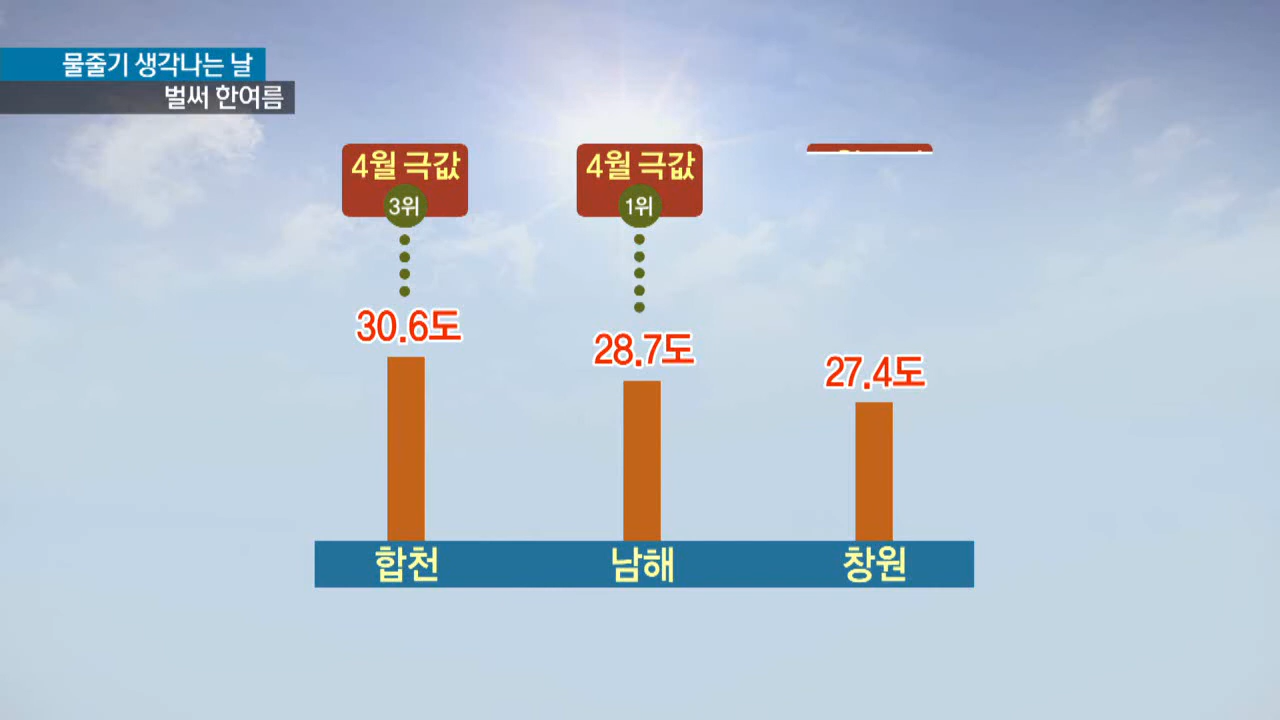 물줄기 생각나는 날
벌써 한여름
4월 극값
3위
4월 극값
1위
30.6도
28.7도
27.4도
합천
남해
창원